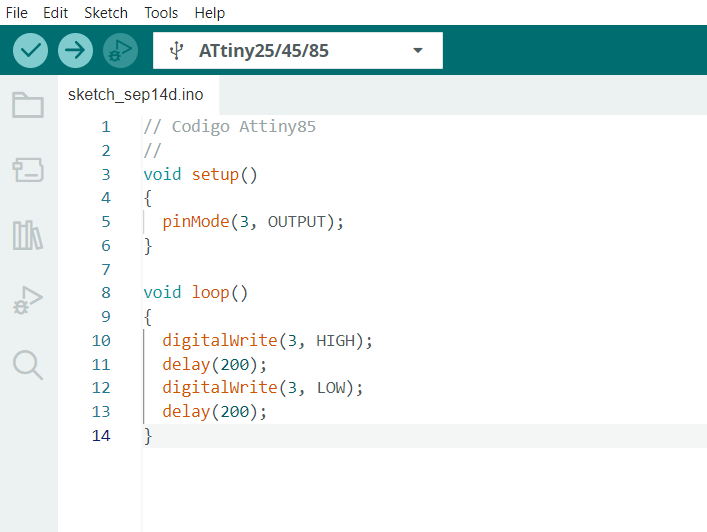 File Edit Sketch Tools Help
ATtiny25/45/85
sketch_sep14d.ino
1 // Codigo Attiny85
2 //
3 void setup()
4 {
5 pinMode(3, OUTPUT);
6 }
7
8 void loop()
9 {
10 digitalWrite(3, HIGH);
11 delay(200);
12 digitalWrite(3, LOW);
13 delay(200);
14 }